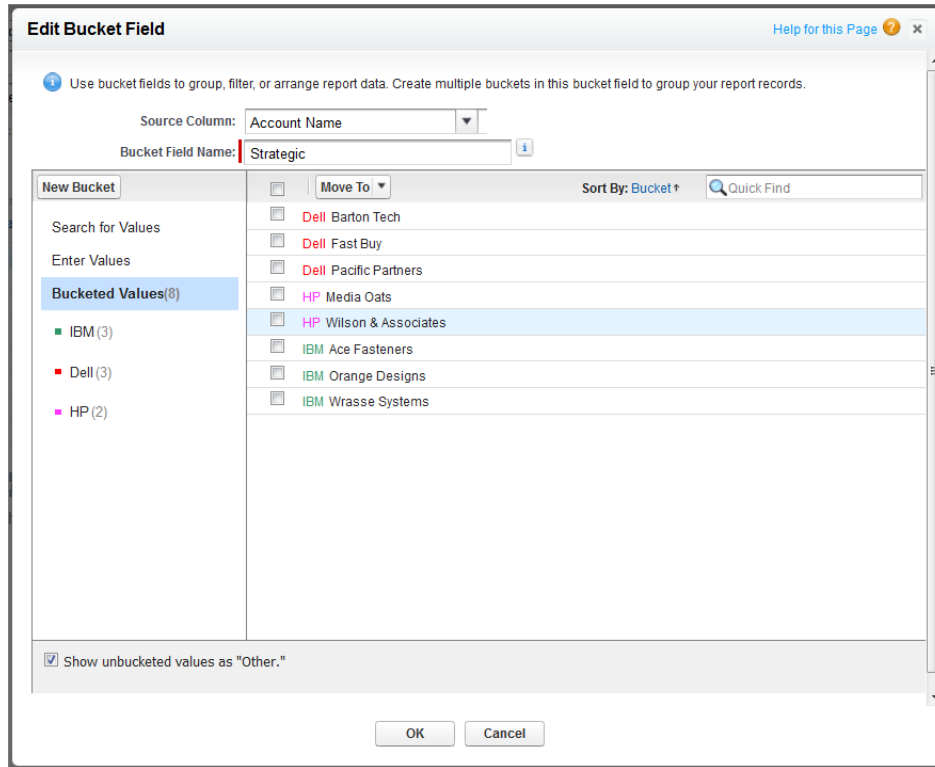 Edit Bucket Field
Help for this Page
Use bucket fields to group, filter, or arrange report data. Create multiple buckets in this bucket field to group your report records.
Source Column: Account Name
Bucket Field Name: Strategic
New Bucket
Move To
Sort By: Bucket↑
Quick Find
Search for Values
Enter Values
Bucketed Values(8)
IBM (3)
Dell (3)
HP (2)
Dell Barton Tech
Dell Fast Buy
Dell Pacific Partners
HP Media Oats
HP Wilson & Associates
IBM Ace Fasteners
IBM Orange Designs
IBM Wrasse Systems
Show unbucketed values as "Other."
OK
Cancel